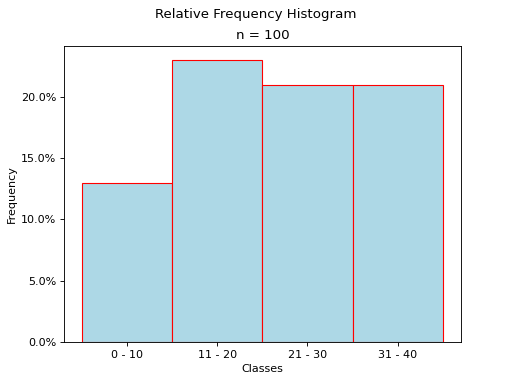 Relative Frequency Histogram
n = 100
20.0%
15.0%
10.0%
5.0%
0.0%
Frequency
0 - 10
11 - 20
21 - 30
31 - 40
Classes